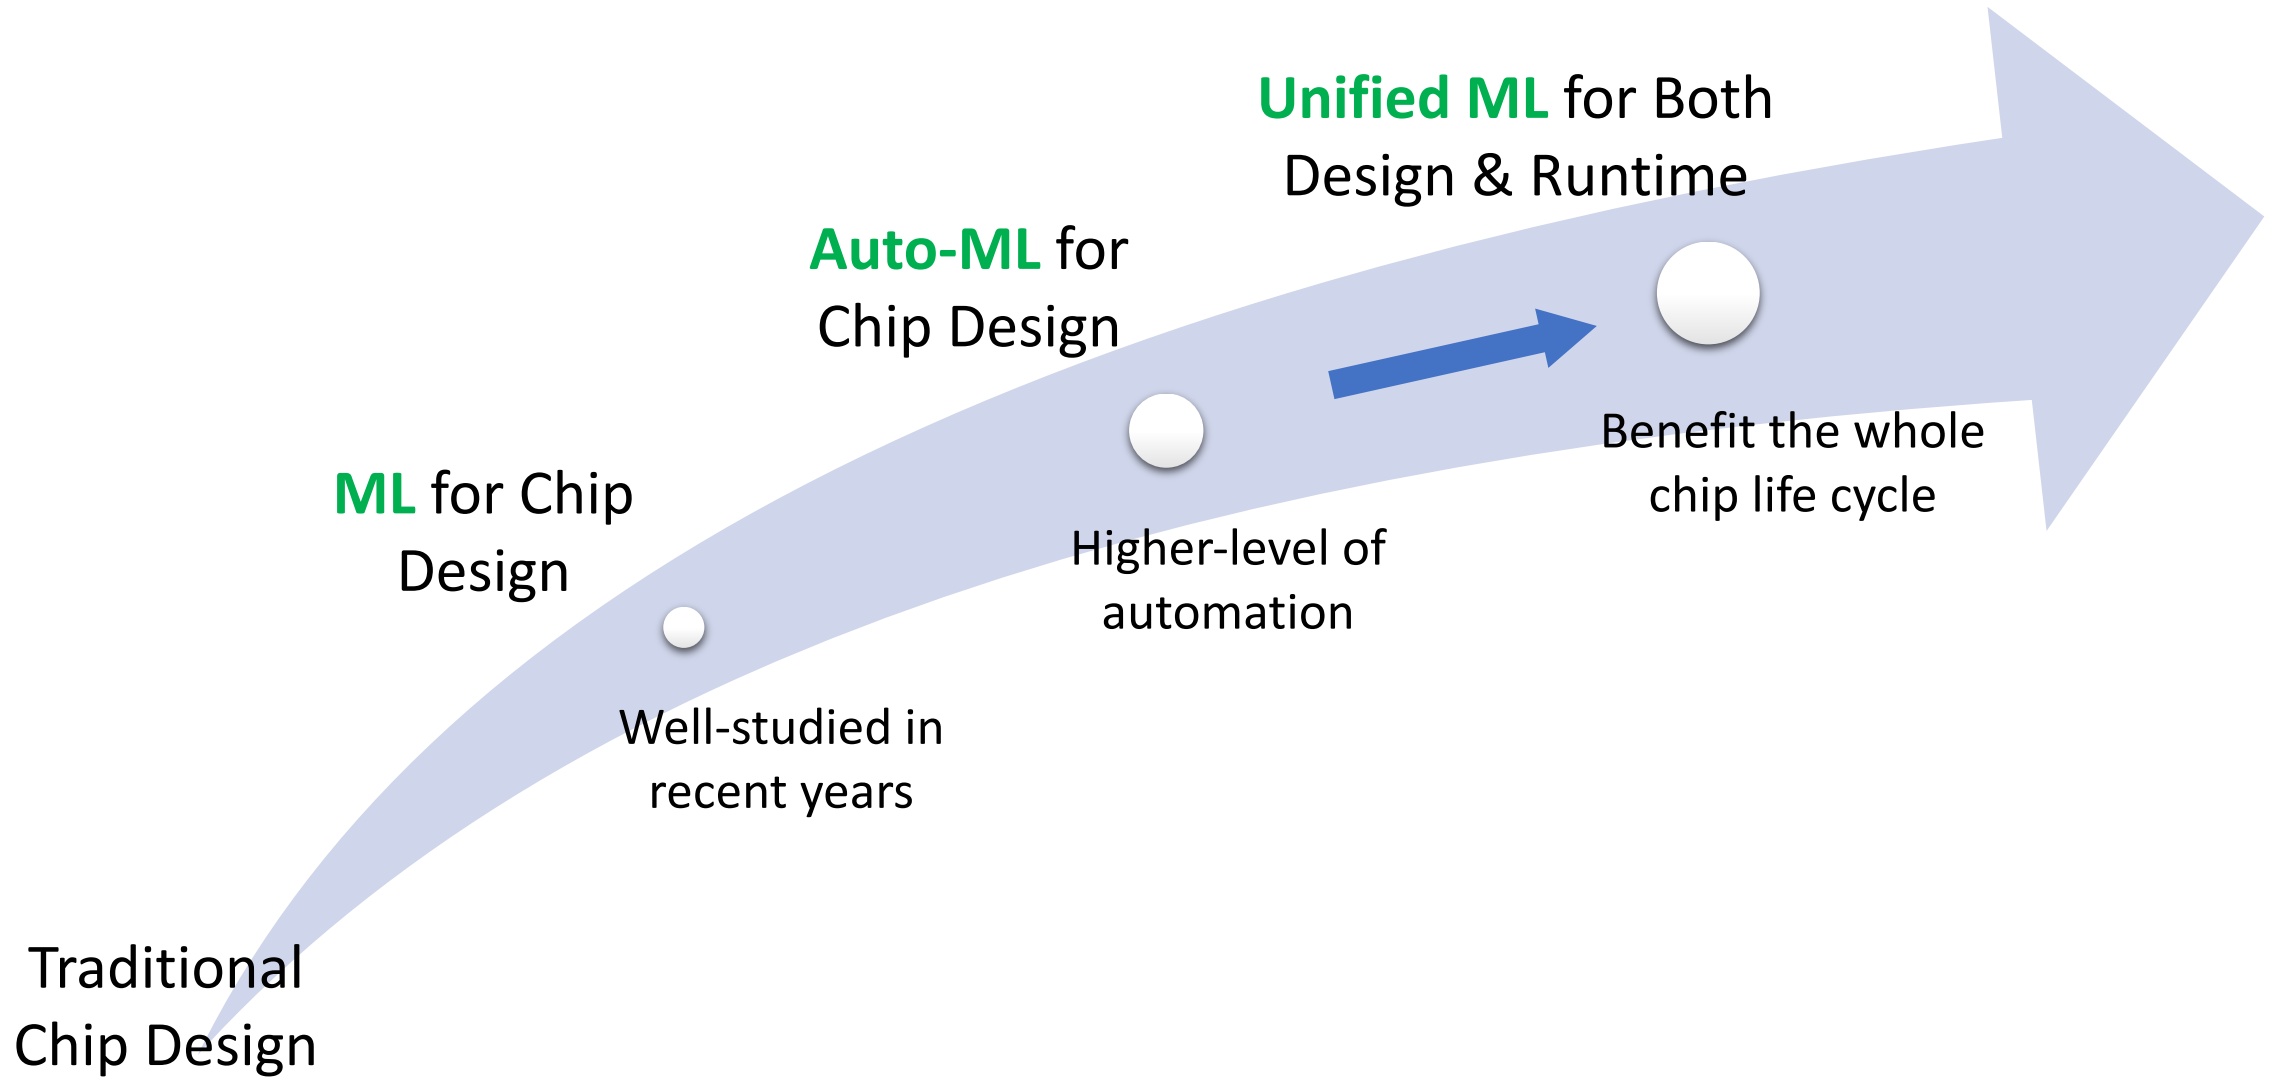 Unified ML for Both
Design & Runtime
Auto-ML for
Chip Design
Benefit the whole
chip life cycle
ML for Chip
Design
Higher-level of
automation
Well-studied in
recent years
Traditional
Chip Design